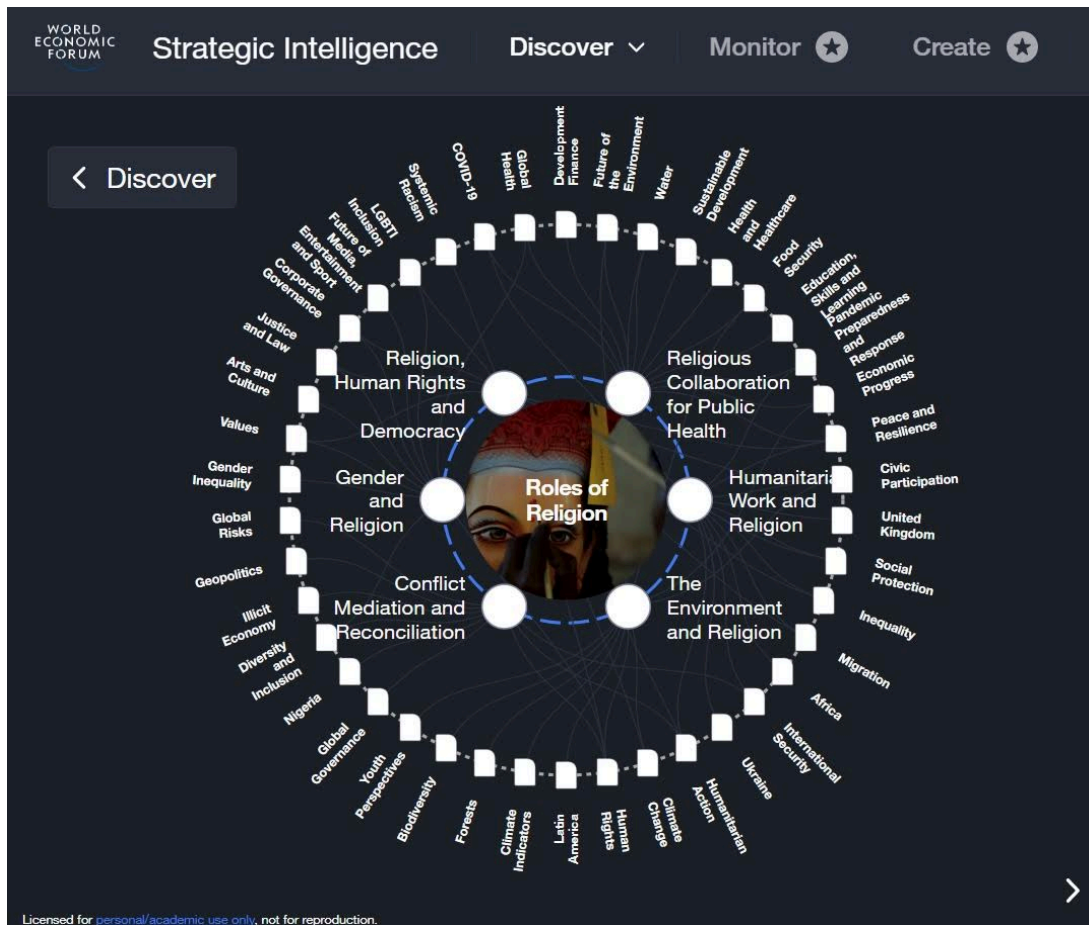 WORLD
ECONOMIC
FORUM
Strategic Intelligence
Discover
Monitor
Create
Discover
Development
Finance
Future of
the
Environment
Water
Sustainable
Development
Health
and
Healthcare
Food
Security
Education,
Skills and
Learning
Pandemic
Preparedness
and
Response
Economic
Progress
Peace and
Resilience
Civic
Participation
United
Kingdom
Social
Protection
Inequality
Migration
Africa
International
Security
Ukraine
Humanitarian
Action
Climate
Change
Human
Rights
Latin
America
Climate
Indicators
Forests
Biodiversity
Youth
Perspectives
Global
Governance
Nigeria
Diversity
and
Inclusion
Illicit
Economy
Geopolitics
Global
Risks
Gender
Inequality
Values
Arts and
Culture
Justice
and Law
Corporate
Governance
Future of
Media,
Entertainment
and Sport
LGBTI
Inclusion
Systemic
Racism
COVID-19
Global
Health
Religion,
Human Rights
and
Democracy
Religious
Collaboration
for Public
Health
Gender
and
Religion
Roles of
Religion
Humanitaria
Work and
Religion
Conflict
Mediation and
Reconciliation
The
Environment
and Religion
Licensed for personal/academic use only, not for reproduction.